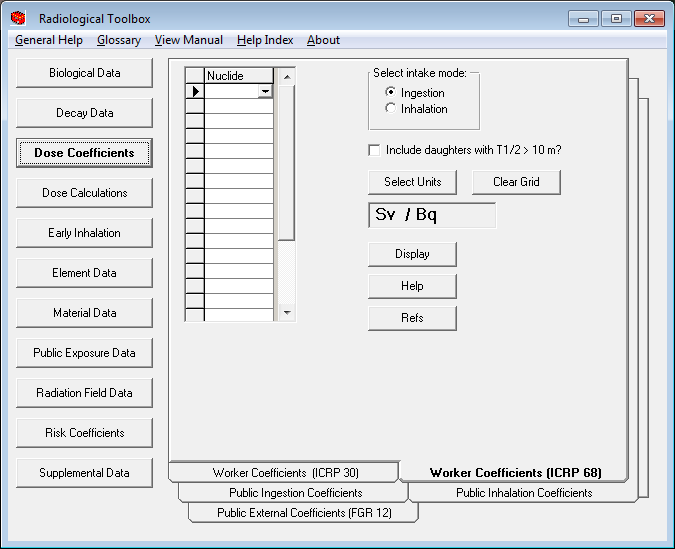 Radiological Toolbox
General Help Glossary View Manual Help Index About
Biological Data
Decay Data
Dose Coefficients
Dose Calculations
Early Inhalation
Element Data
Material Data
Public Exposure Data
Radiation Field Data
Risk Coefficients
Supplemental Data
Nuclide
Select intake mode:
Ingestion
Inhalation
Include daughters with T1/2 > 10 m?
Select Units Clear Grid
Sv / Bq
Display
Help
Refs
Worker Coefficients (ICRP 30) Worker Coefficients (ICRP 68)
Public Ingestion Coefficients Public Inhalation Coefficients
Public External Coefficients (FGR 12)